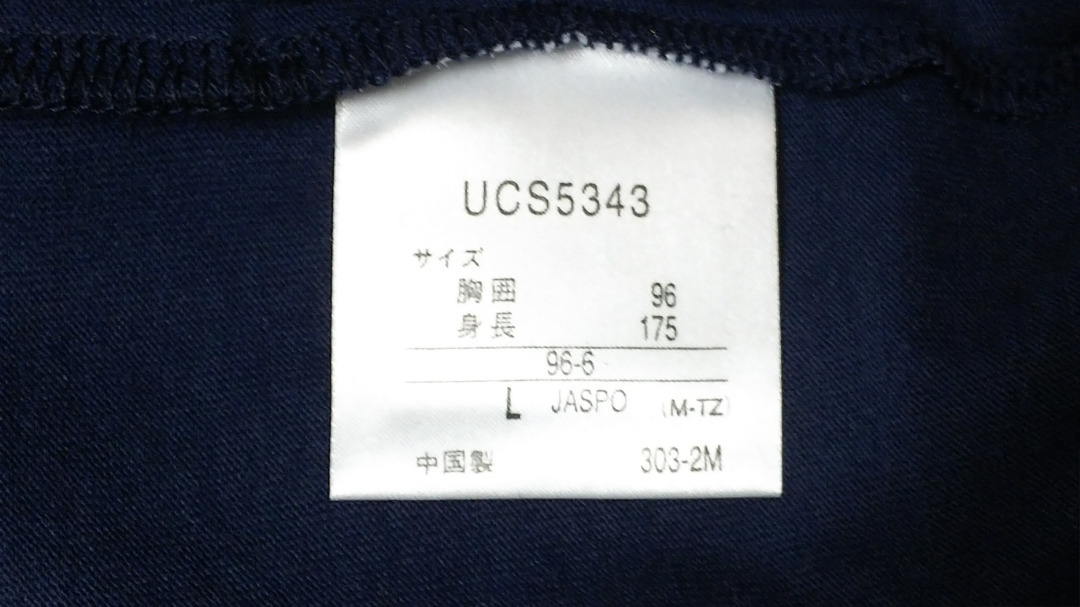 UCS5343
サイズ
胸囲 96
身長 175
96-6
L JASPO (M-TZ)
中国製 303-2M